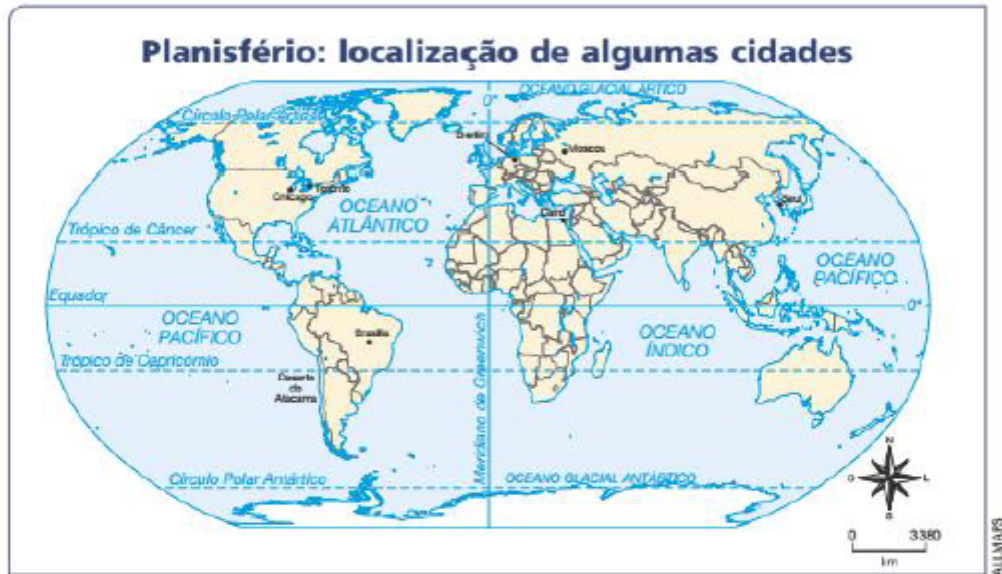 Planisfério: localização de algumas cidades
OCEANO GLACIAL ÁRTICO
0°
Círculo Polar Ártico
Berlim
Moscou
Toronto
Chicago
Seul
Cairo
OCEANO
ATLÂNTICO
Trópico de Câncer
OCEANO
PACÍFICO
Equador
0°
OCEANO
PACÍFICO
Brasília
OCEANO
ÍNDICO
Trópico de Capricórnio
Deserto
de
Atacama
Meridiano de Greenwich
Círculo Polar Antártico
OCEANO GLACIAL ANTÁRTICO
N
O
L
S
0
3380
km
ALLMAPS